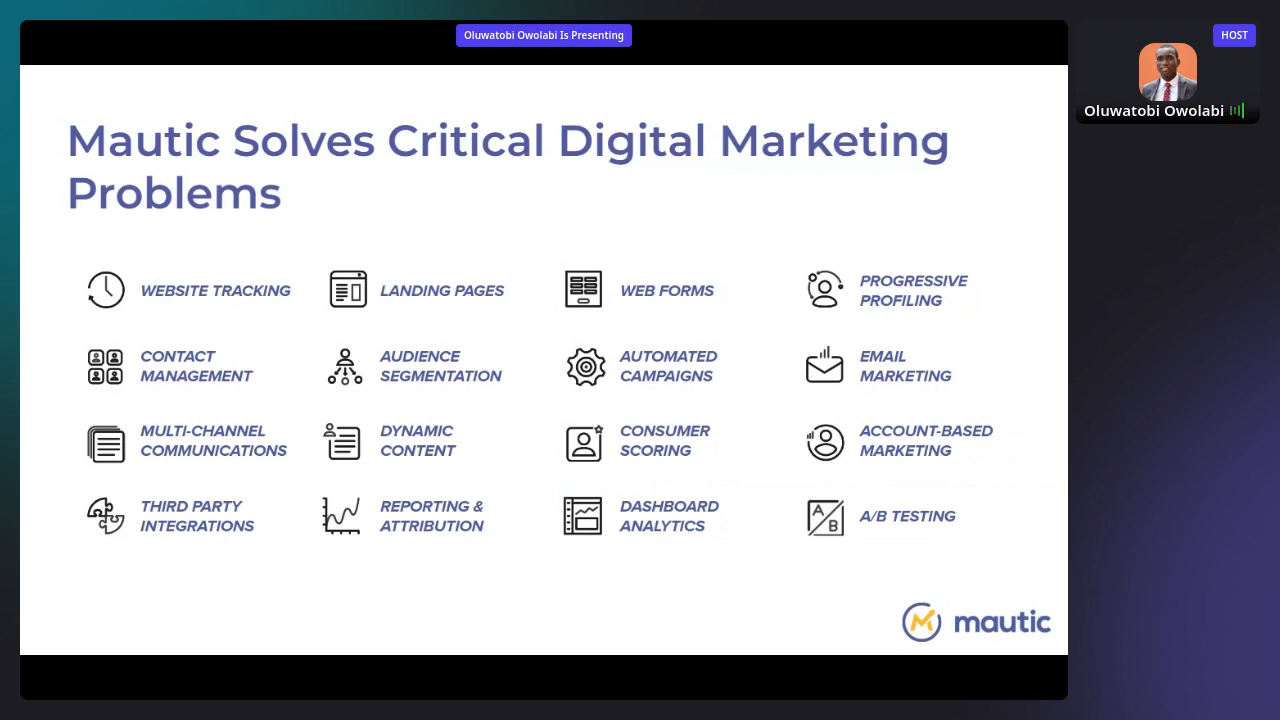 Oluwatobi Owolabi Is Presenting
HOST
Oluwatobi Owolabi
Mautic Solves Critical Digital Marketing
Problems
WEBSITE TRACKING
LANDING PAGES
WEB FORMS
PROGRESSIVE
PROFILING
CONTACT
MANAGEMENT
AUDIENCE
SEGMENTATION
AUTOMATED
CAMPAIGNS
EMAIL
MARKETING
MULTI-CHANNEL
COMMUNICATIONS
DYNAMIC
CONTENT
CONSUMER
SCORING
ACCOUNT-BASED
MARKETING
THIRD PARTY
INTEGRATIONS
REPORTING &
ATTRIBUTION
DASHBOARD
ANALYTICS
A
B
A/B TESTING
mautic